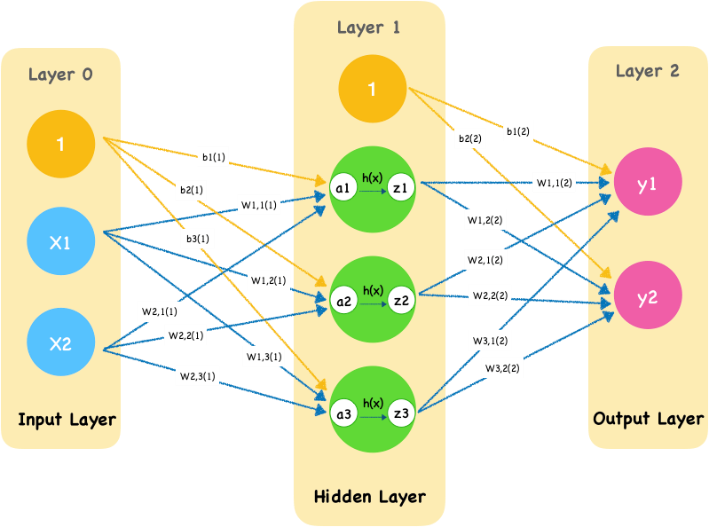 Layer 0
1
X1
X2
Input Layer
b1(1)
b2(1)
b3(1)
W1,1(1)
W1,2(1)
W2,1(1)
W2,2(1)
W1,3(1)
W2,3(1)
Layer 1
1
a1 h(x) z1
a2 h(x) z2
a3 h(x) z3
Hidden Layer
b1(2)
b2(2)
W1,1(2)
W1,2(2)
W2,1(2)
W2,2(2)
W3,1(2)
W3,2(2)
Layer 2
y1
y2
Output Layer